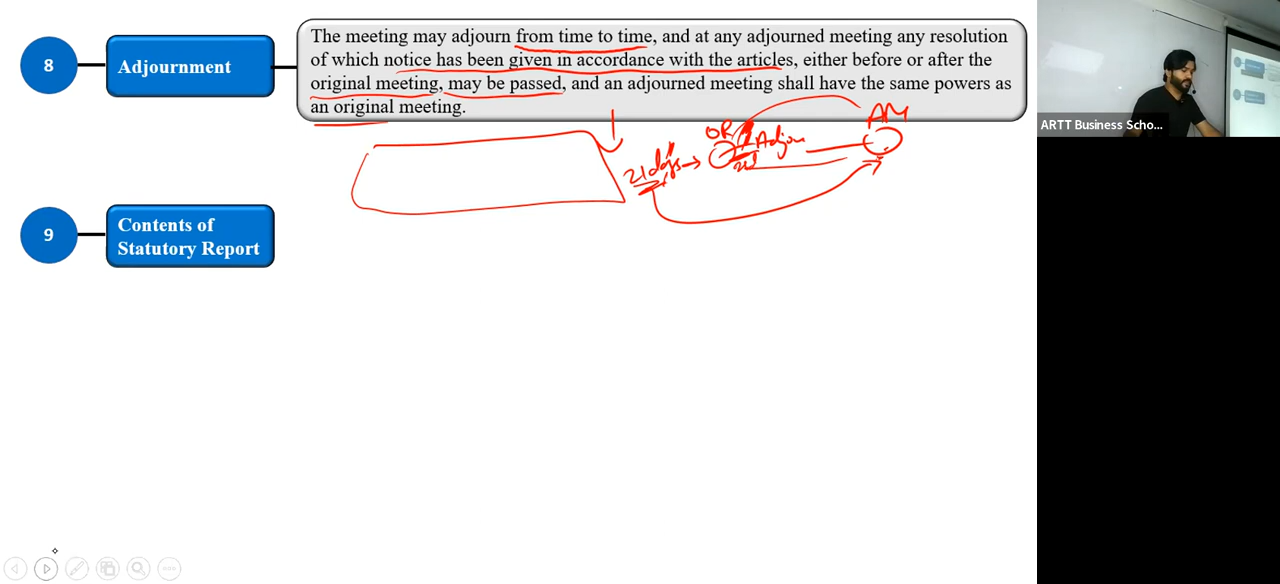 8
Adjournment
The meeting may adjourn from time to time, and at any adjourned meeting any resolution
of which notice has been given in accordance with the articles, either before or after the
original meeting, may be passed, and an adjourned meeting shall have the same powers as
an original meeting.
21 days
OR
Adjou
AM
9
Contents of
Statutory Report
ARTT Business Scho...